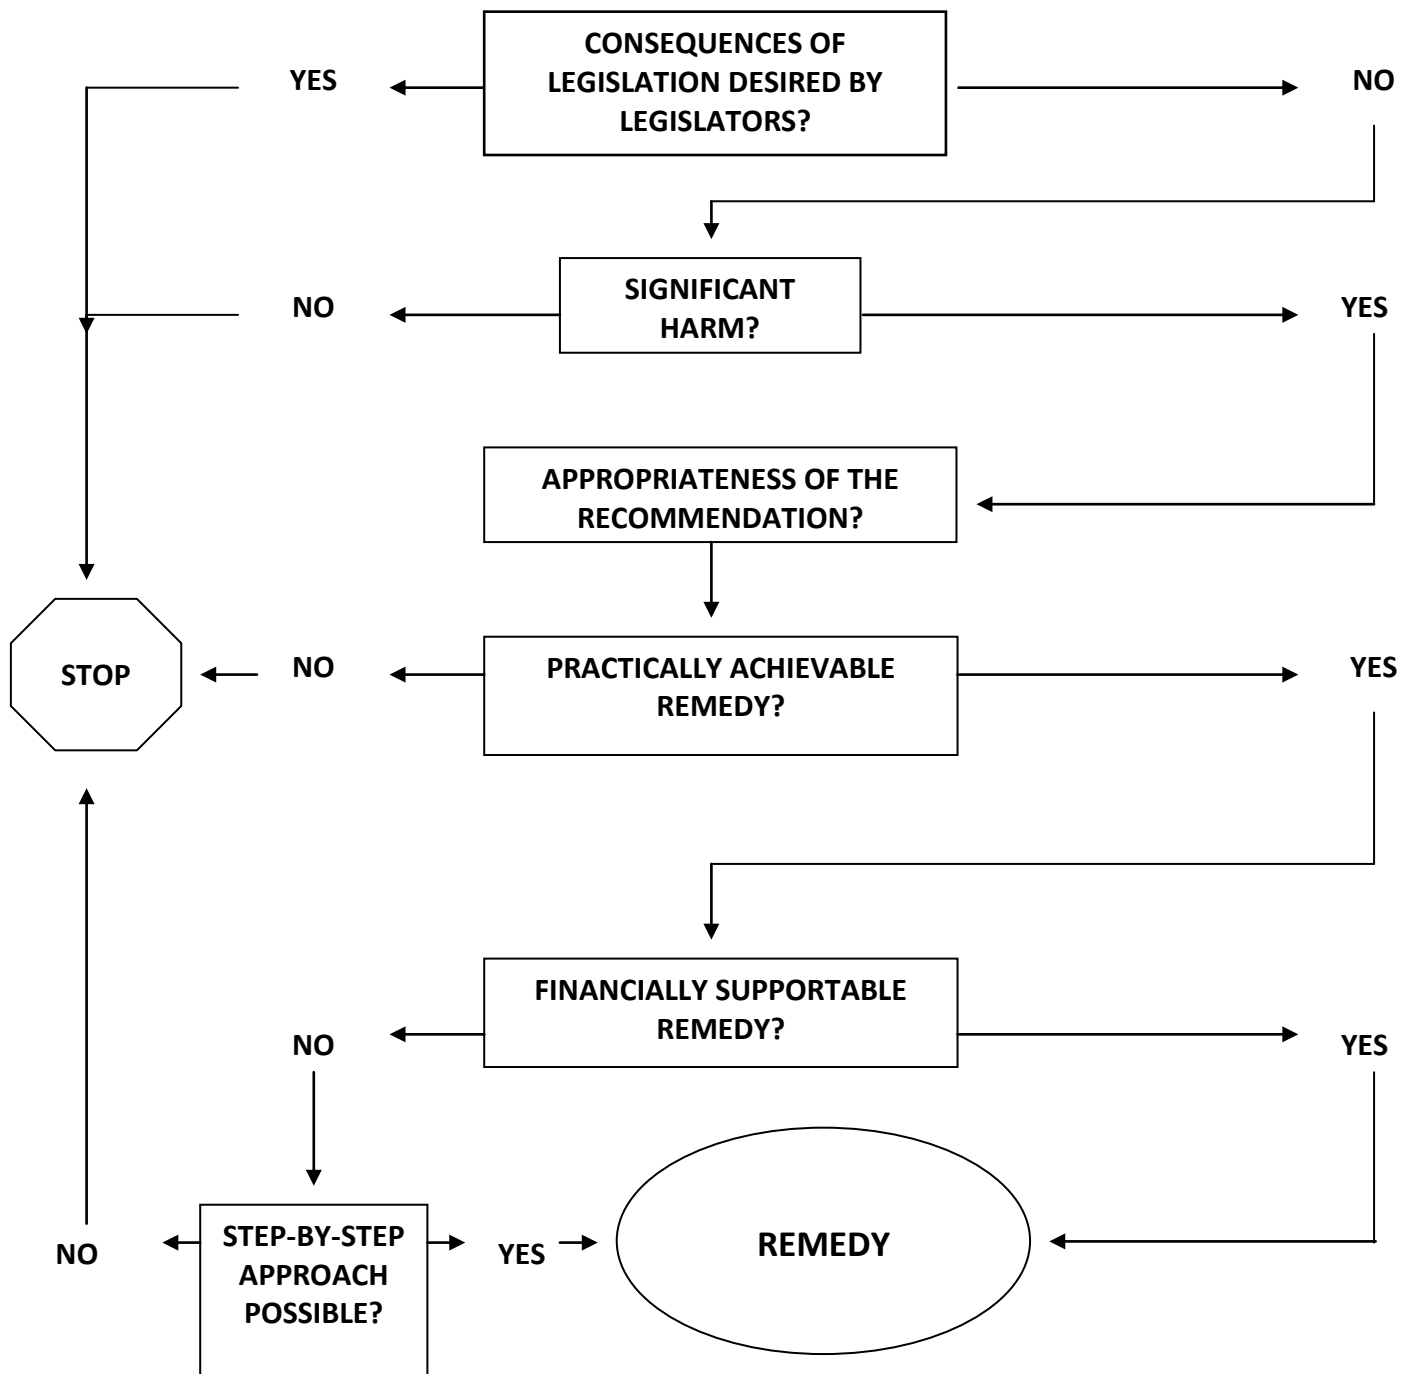 CONSEQUENCES OF
LEGISLATION DESIRED BY
LEGISLATORS?
YES
NO
SIGNIFICANT
HARM?
NO
YES
APPROPRIATENESS OF THE
RECOMMENDATION?
STOP
NO
PRACTICALLY ACHIEVABLE
REMEDY?
YES
FINANCIALLY SUPPORTABLE
REMEDY?
NO
YES
NO
STEP-BY-STEP
APPROACH
POSSIBLE?
YES
REMEDY